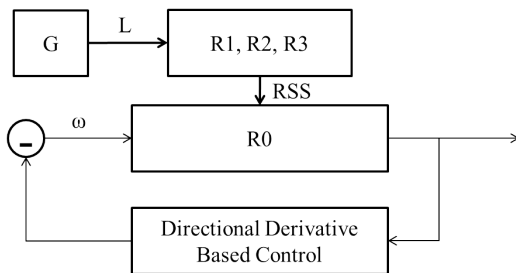 G
L
R1, R2, R3
RSS
ω
R0
-
Directional Derivative
Based Control